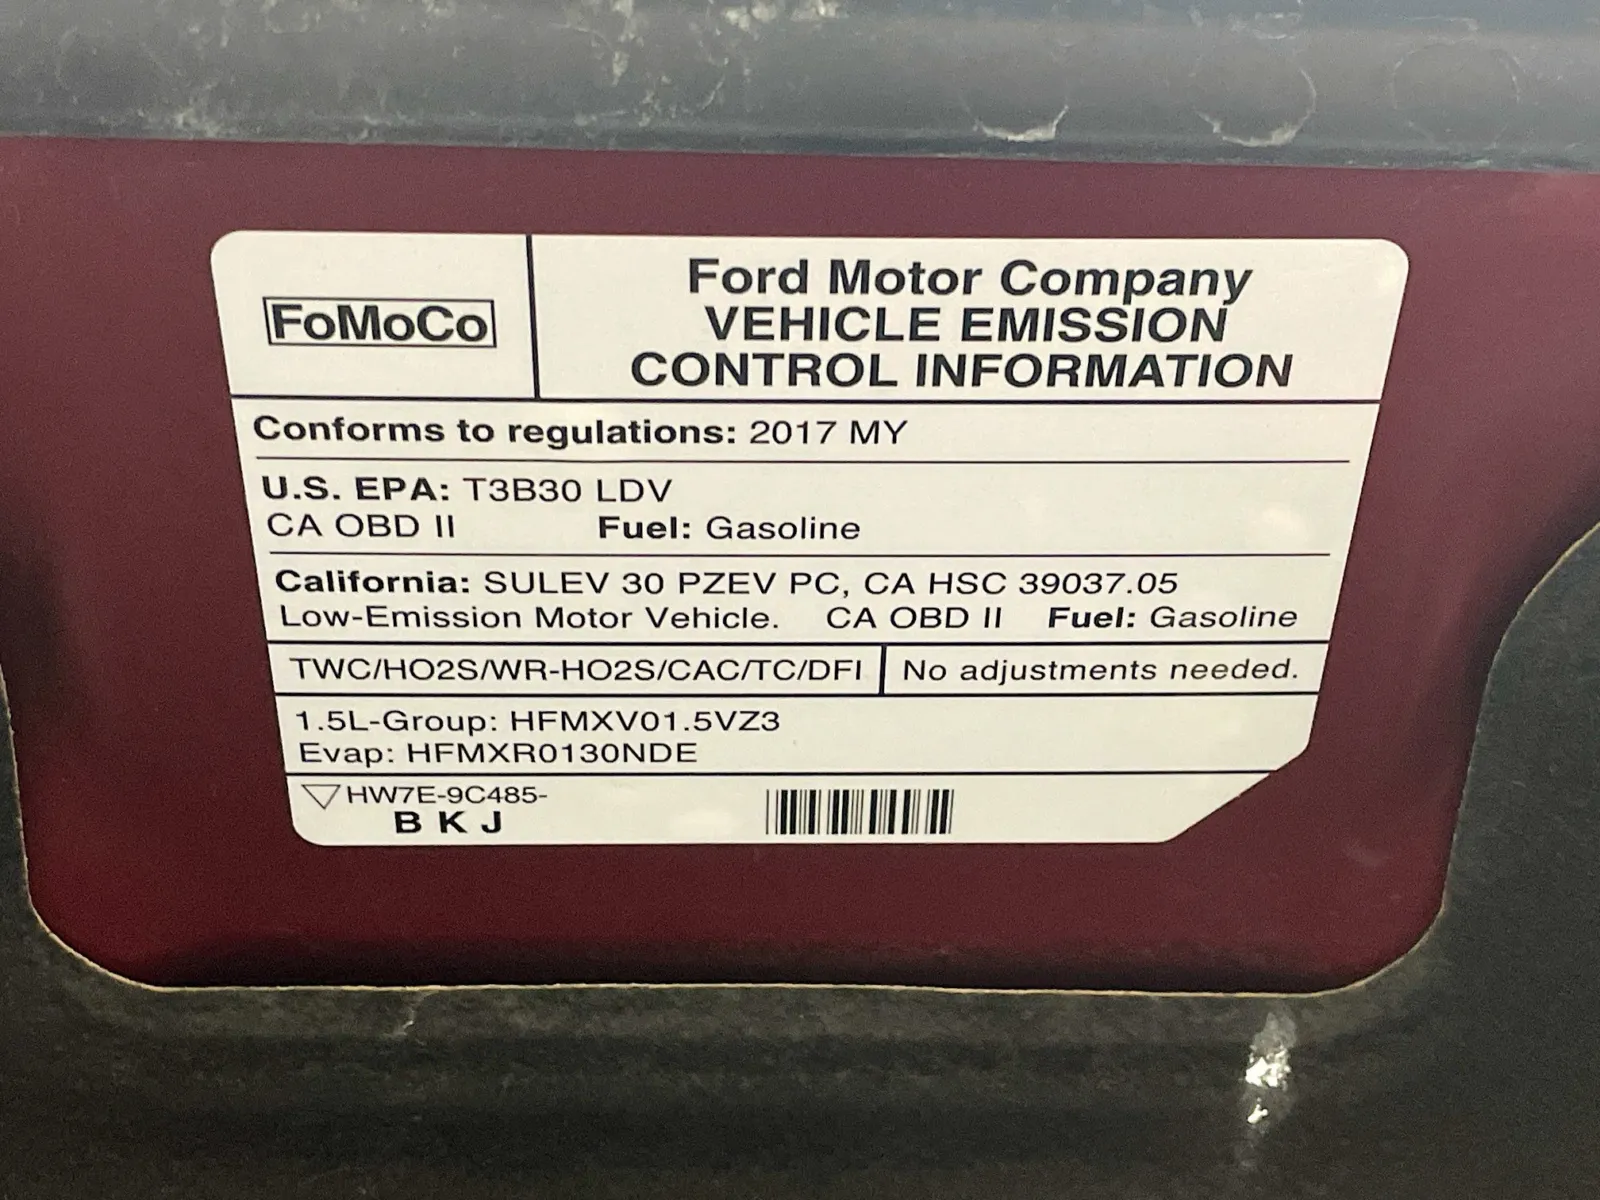 FoMoCo
Ford Motor Company
VEHICLE EMISSION
CONTROL INFORMATION
Conforms to regulations: 2017 MY
U.S. EPA: T3B30 LDV
CA OBD II Fuel: Gasoline
California: SULEV 30 PZEV PC, CA HSC 39037.05
Low-Emission Motor Vehicle. CA OBD II Fuel: Gasoline
TWC/HO2S/WR-HO2S/CAC/TC/DFI No adjustments needed.
1.5L-Group: HFMXV01.5VZ3
Evap: HFMXR0130NDE
HW7E-9C485-
B K J